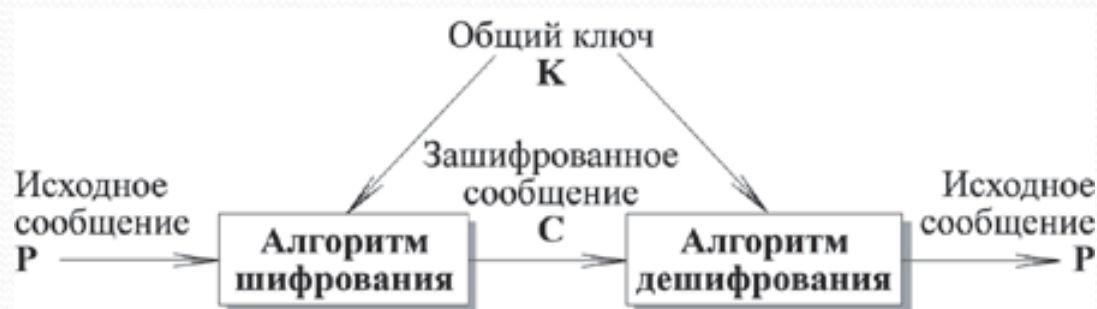 Общий ключ
K
Зашифрованное
сообщение
C
Исходное
сообщение
P
Алгоритм
шифрования
Алгоритм
дешифрования
Исходное
сообщение
P